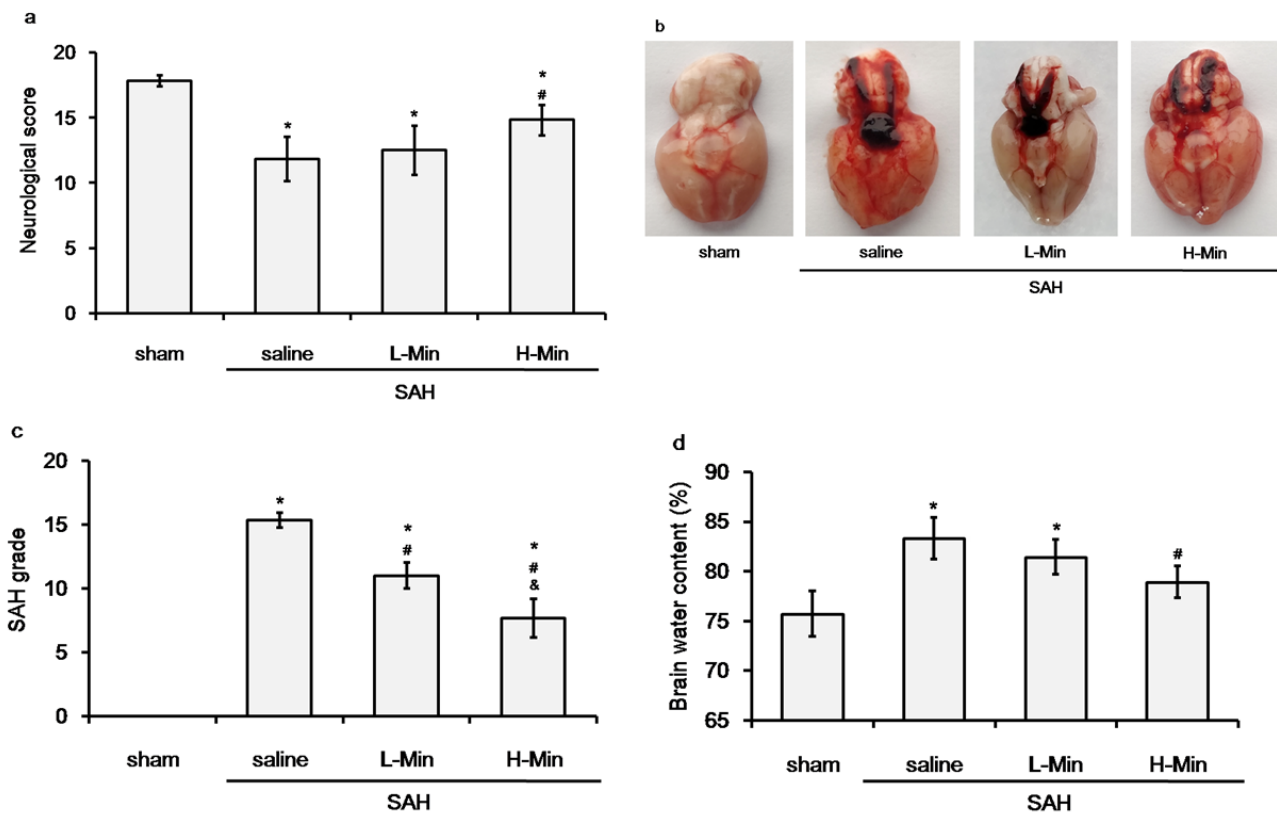 a
Neurological score
20
15
10
5
0
*
*
*
#
sham
saline
L-Min
H-Min
SAH
b
sham
saline
L-Min
H-Min
SAH
c
SAH grade
20
15
10
5
0
*
*
#
*
#
&
sham
saline
L-Min
H-Min
SAH
d
Brain water content (%)
90
85
80
75
70
65
*
*
#
sham
saline
L-Min
H-Min
SAH